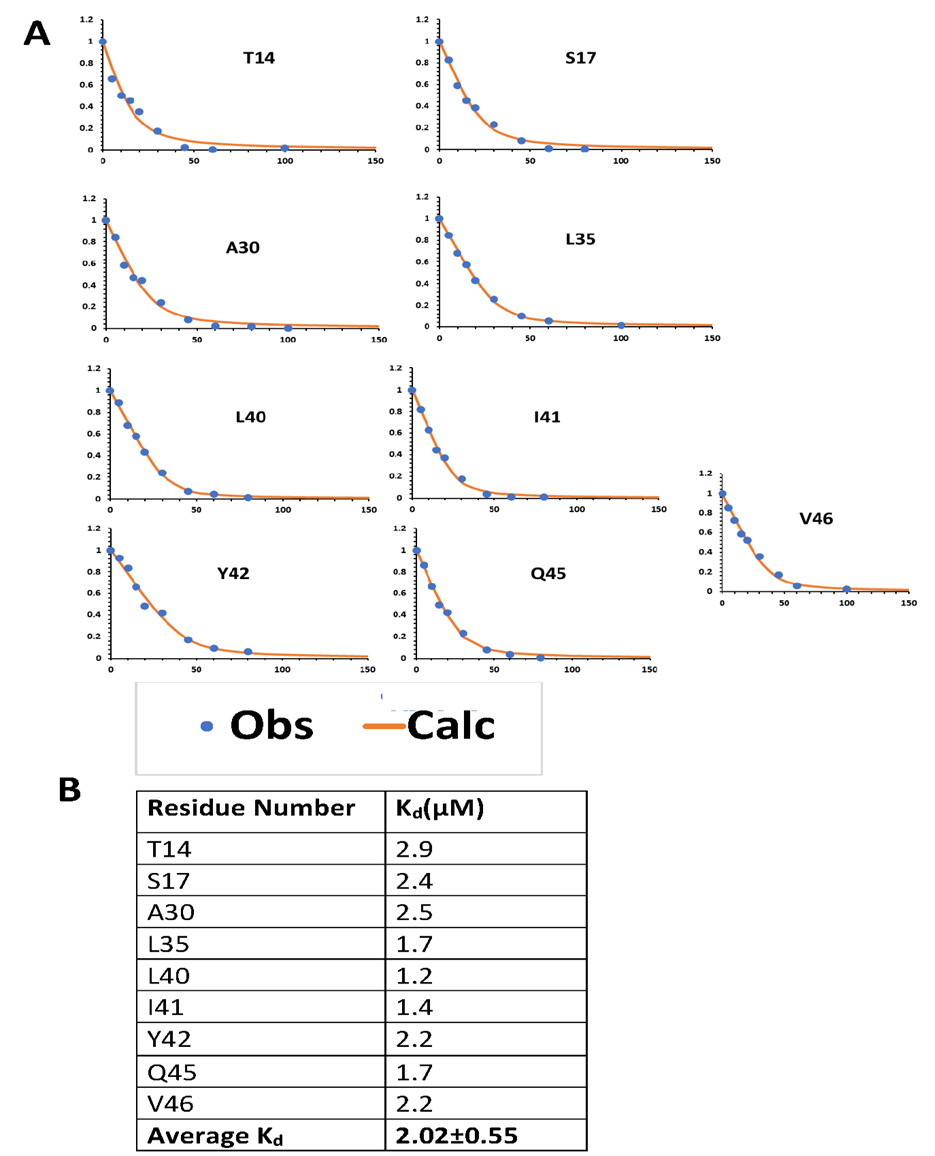 A
T14
1.2
1
0.8
0.6
0.4
0.2
0
0 50 100 150
S17
1.2
1
0.8
0.6
0.4
0.2
0
0 50 100 150
A30
1.2
1
0.8
0.6
0.4
0.2
0
0 50 100 150
L35
1.2
1
0.8
0.6
0.4
0.2
0
0 50 100 150
L40
1.2
1
0.8
0.6
0.4
0.2
0
0 50 100 150
I41
1.2
1
0.8
0.6
0.4
0.2
0
0 50 100 150
V46
1.2
1
0.8
0.6
0.4
0.2
0
0 50 100 150
Y42
1.2
1
0.8
0.6
0.4
0.2
0
0 50 100 150
Q45
1.2
1
0.8
0.6
0.4
0.2
0
0 50 100 150
Obs Calc
B
Residue Number Kd(μM)
T14 2.9
S17 2.4
A30 2.5
L35 1.7
L40 1.2
I41 1.4
Y42 2.2
Q45 1.7
V46 2.2
Average Kd 2.02±0.55